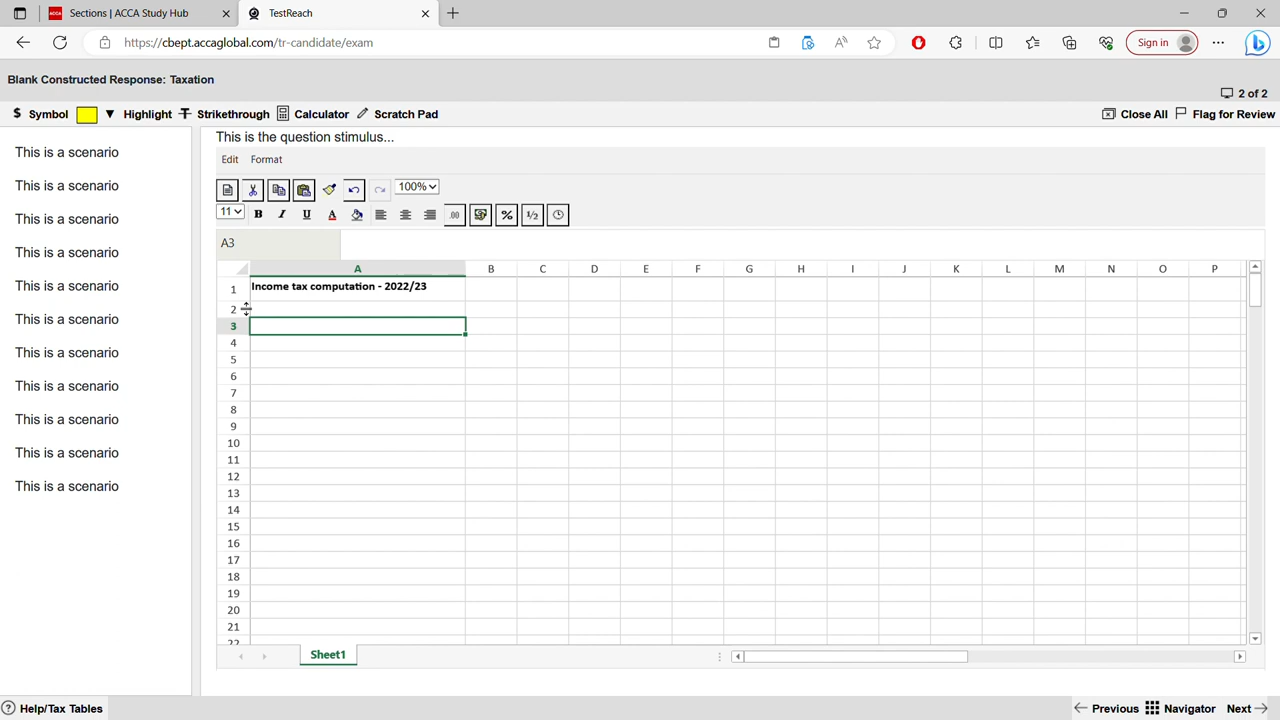 Sections | ACCA Study Hub
TestReach
https://cbept.accaglobal.com/tr-candidate/exam
Sign in
Blank Constructed Response: Taxation
2 of 2
$ Symbol Highlight Strikethrough Calculator Scratch Pad Close All Flag for Review
This is a scenario
This is a scenario
This is a scenario
This is a scenario
This is a scenario
This is a scenario
This is a scenario
This is a scenario
This is a scenario
This is a scenario
This is a scenario
This is the question stimulus...
Edit Format
100%
11 B I U A .00 % 1/2
A3
A B C D E F G H I J K L M N O P
1 Income tax computation - 2022/23
2
3
4
5
6
7
8
9
10
11
12
13
14
15
16
17
18
19
20
21
22
Sheet1
Help/Tax Tables Previous Navigator Next